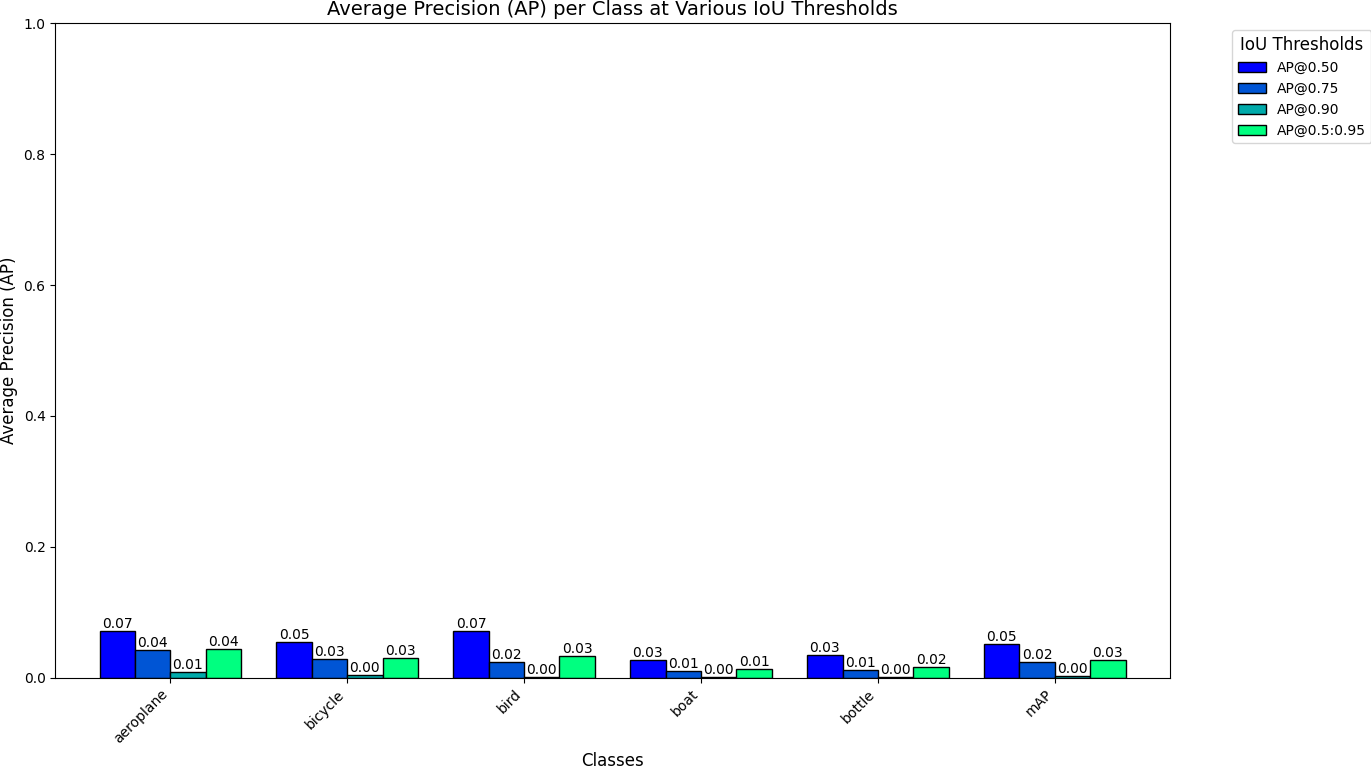 Average Precision (AP) per Class at Various IoU Thresholds
IoU Thresholds
AP@0.50
AP@0.75
AP@0.90
AP@0.5:0.95
Average Precision (AP)
1.0
0.8
0.6
0.4
0.2
0.0
0.07 0.04 0.01 0.04
0.05 0.03 0.00 0.03
0.07 0.02 0.00 0.03
0.03 0.01 0.00 0.01
0.03 0.01 0.00 0.02
0.05 0.02 0.00 0.03
aeroplane
bicycle
bird
boat
bottle
mAP
Classes